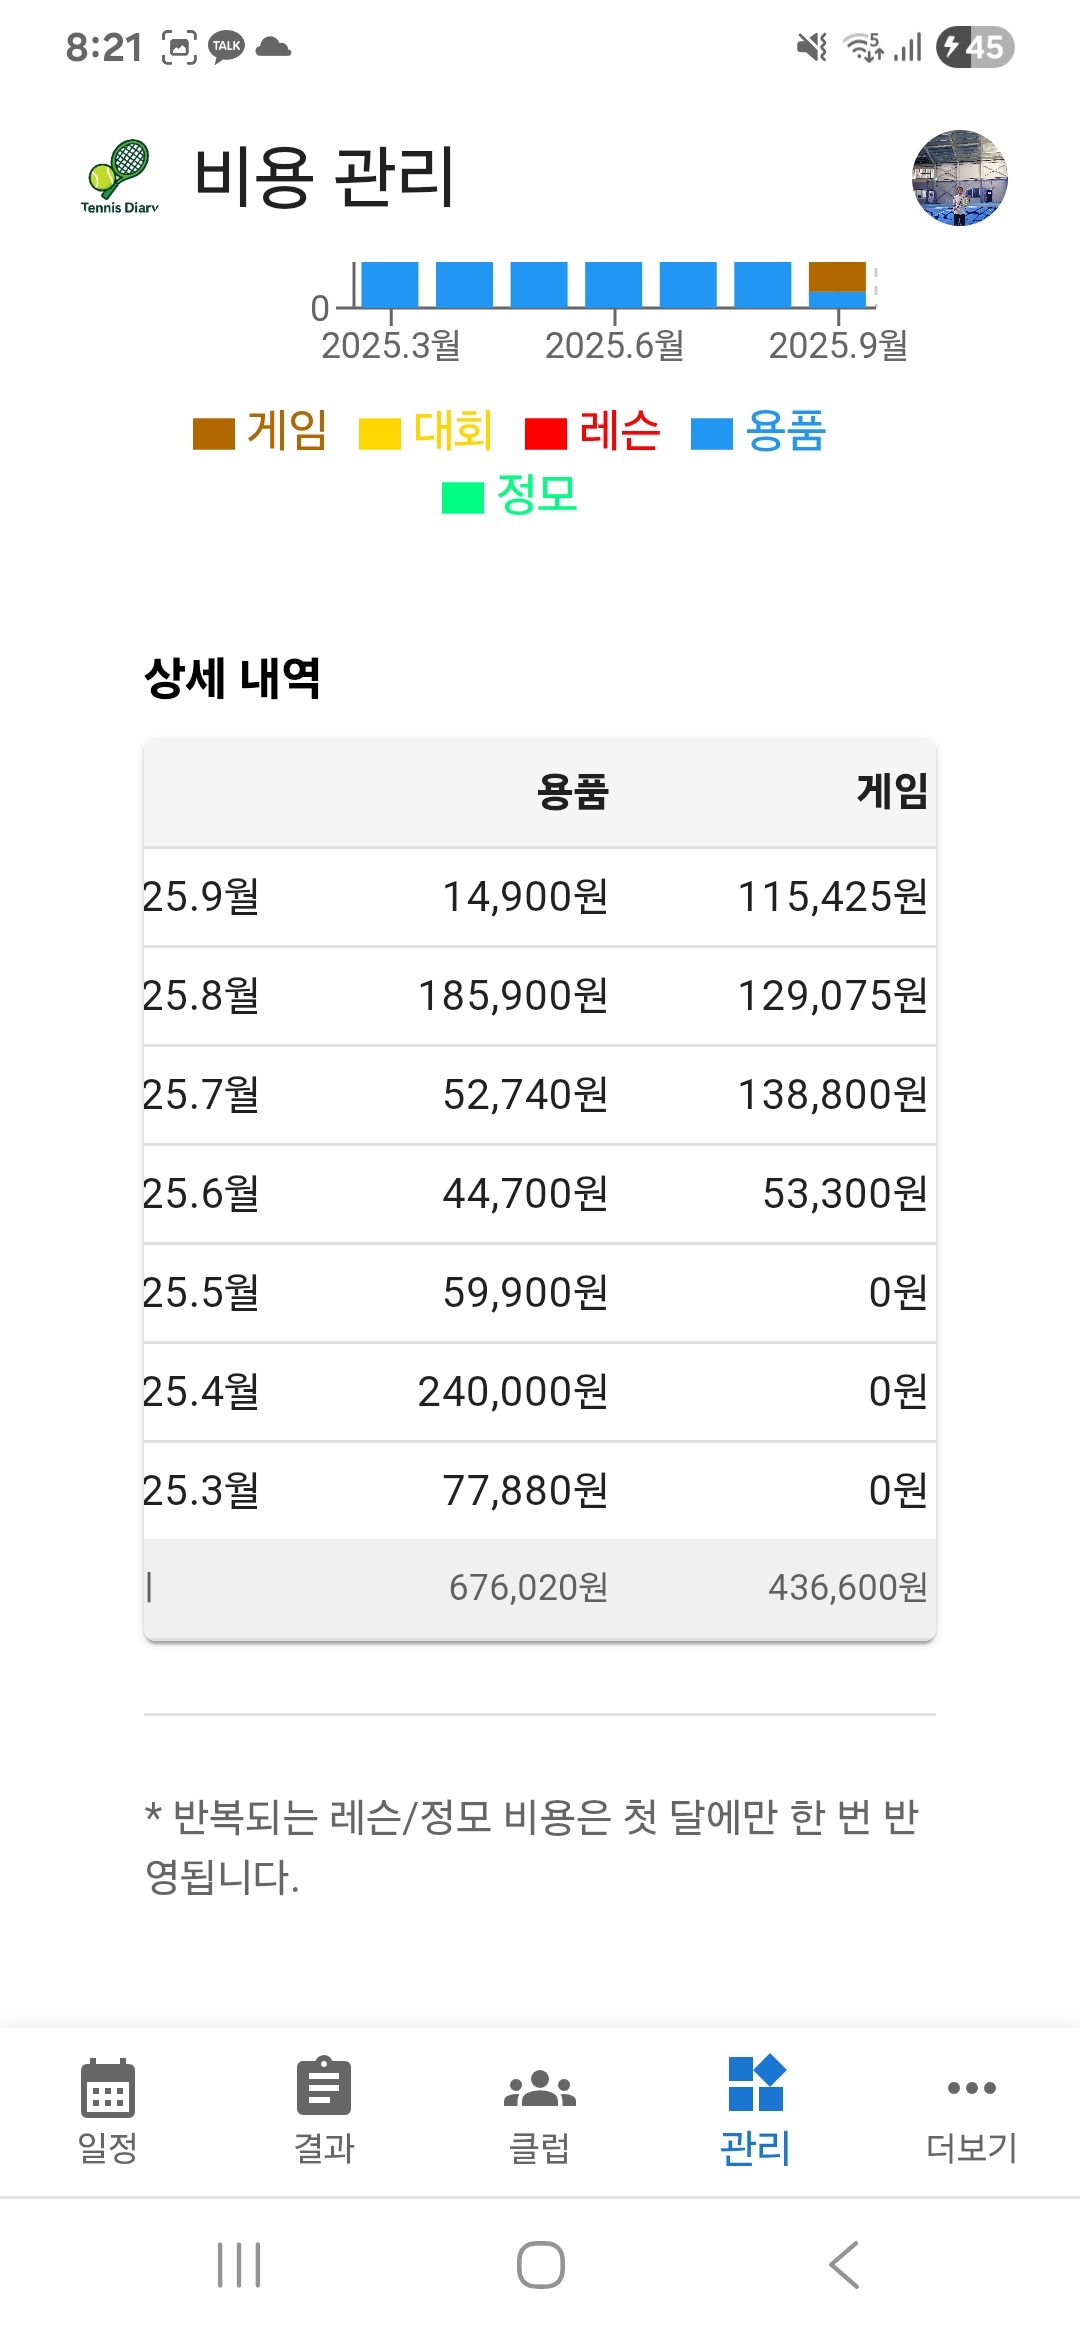 8:21 TALK 5 45
Tennis Diary
비용 관리
0
2025.3월 2025.6월 2025.9월
게임 대회 레슨 용품
정모
상세 내역
용품 게임
25.9월 14,900원 115,425원
25.8월 185,900원 129,075원
25.7월 52,740원 138,800원
25.6월 44,700원 53,300원
25.5월 59,900원 0원
25.4월 240,000원 0원
25.3월 77,880원 0원
676,020원 436,600원
* 반복되는 레슨/정모 비용은 첫 달에만 한 번 반
영됩니다.
일정 결과 클럽 관리 더보기